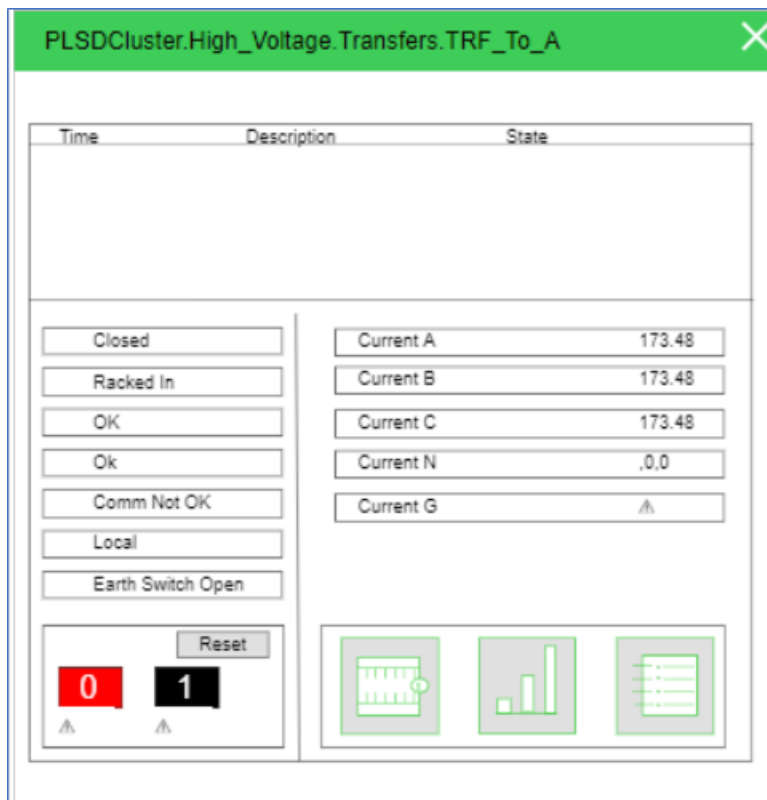 PLSDCluster.High_Voltage.Transfers.TRF_To_A
Time Description State
Closed
Racked In
OK
Ok
Comm Not OK
Local
Earth Switch Open
Current A 173.48
Current B 173.48
Current C 173.48
Current N ,0,0
Current G
Reset
0 1